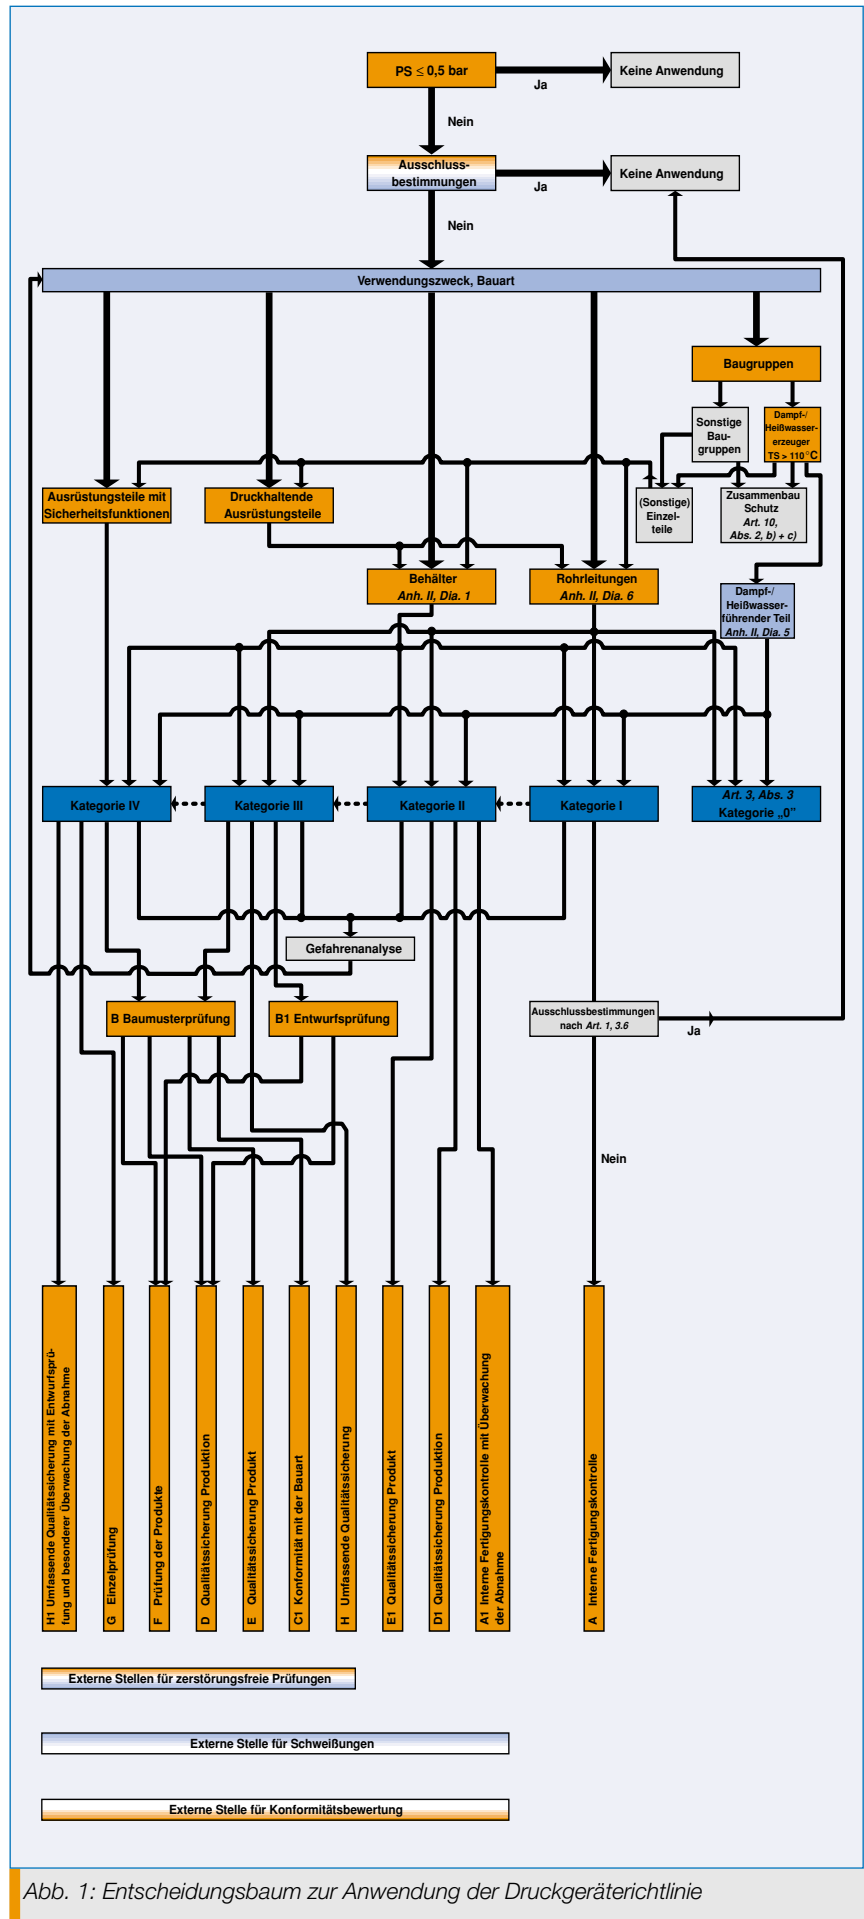 PS ≤ 0,5 bar
Ja
Keine Anwendung
Nein
Ausschluss-
bestimmungen
Ja
Keine Anwendung
Nein
Verwendungszweck, Bauart
Baugruppen
Sonstige
Bau-
gruppen
Dampf-/
Heißwasser-
erzeuger
TS > 110°C
Ausrüstungsteile mit
Sicherheitsfunktionen
Druckhaltende
Ausrüstungsteile
(Sonstige)
Einzel-
teile
Zusammenbau
Schutz
Art. 10,
Abs. 2, b) + c)
Behälter
Anh. II, Dia. 1
Rohrleitungen
Anh. II, Dia. 6
Dampf-/
Heißwasser-
führender Teil
Anh. II, Dia. 5
Kategorie IV
Kategorie III
Kategorie II
Kategorie I
Art. 3, Abs. 3
Kategorie „0”
Gefahrenanalyse
B Baumusterprüfung
B1 Entwurfsprüfung
Ausschlussbestimmungen
nach Art. 1, 3.6
Ja
Nein
H1 Umfassende Qualitätssicherung mit Entwurfsprü-
fung und besonderer Überwachung der Abnahme
G Einzelprüfung
F Prüfung der Produkte
D Qualitätssicherung Produktion
E Qualitätssicherung Produkt
C1 Konformität mit der Bauart
H Umfassende Qualitätssicherung
E1 Qualitätssicherung Produkt
D1 Qualitätssicherung Produktion
A1 Interne Fertigungskontrolle mit Überwachung
der Abnahme
A Interne Fertigungskontrolle
Externe Stellen für zerstörungsfreie Prüfungen
Externe Stelle für Schweißungen
Externe Stelle für Konformitätsbewertung
Abb. 1: Entscheidungsbaum zur Anwendung der Druckgeräterichtlinie